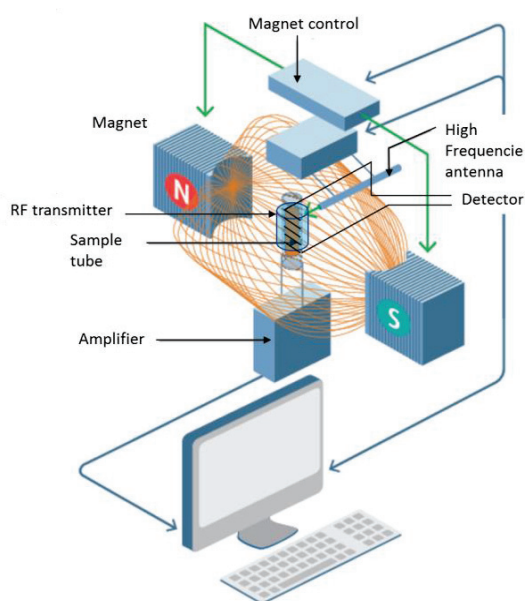 Magnet control
Magnet
High
Frequencie
antenna
N
RF transmitter
Detector
Sample
tube
S
Amplifier